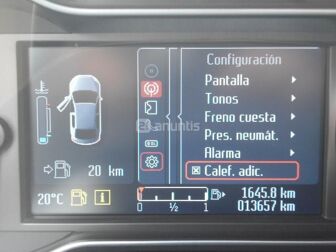 Configuración
Pantalla
Tonos
Freno cuesta
Pres. neumát.
Alarma
Calef. adic.
20 km
20°C
i
0 ½ 1
1645.8 km
013657 km
milanuncios